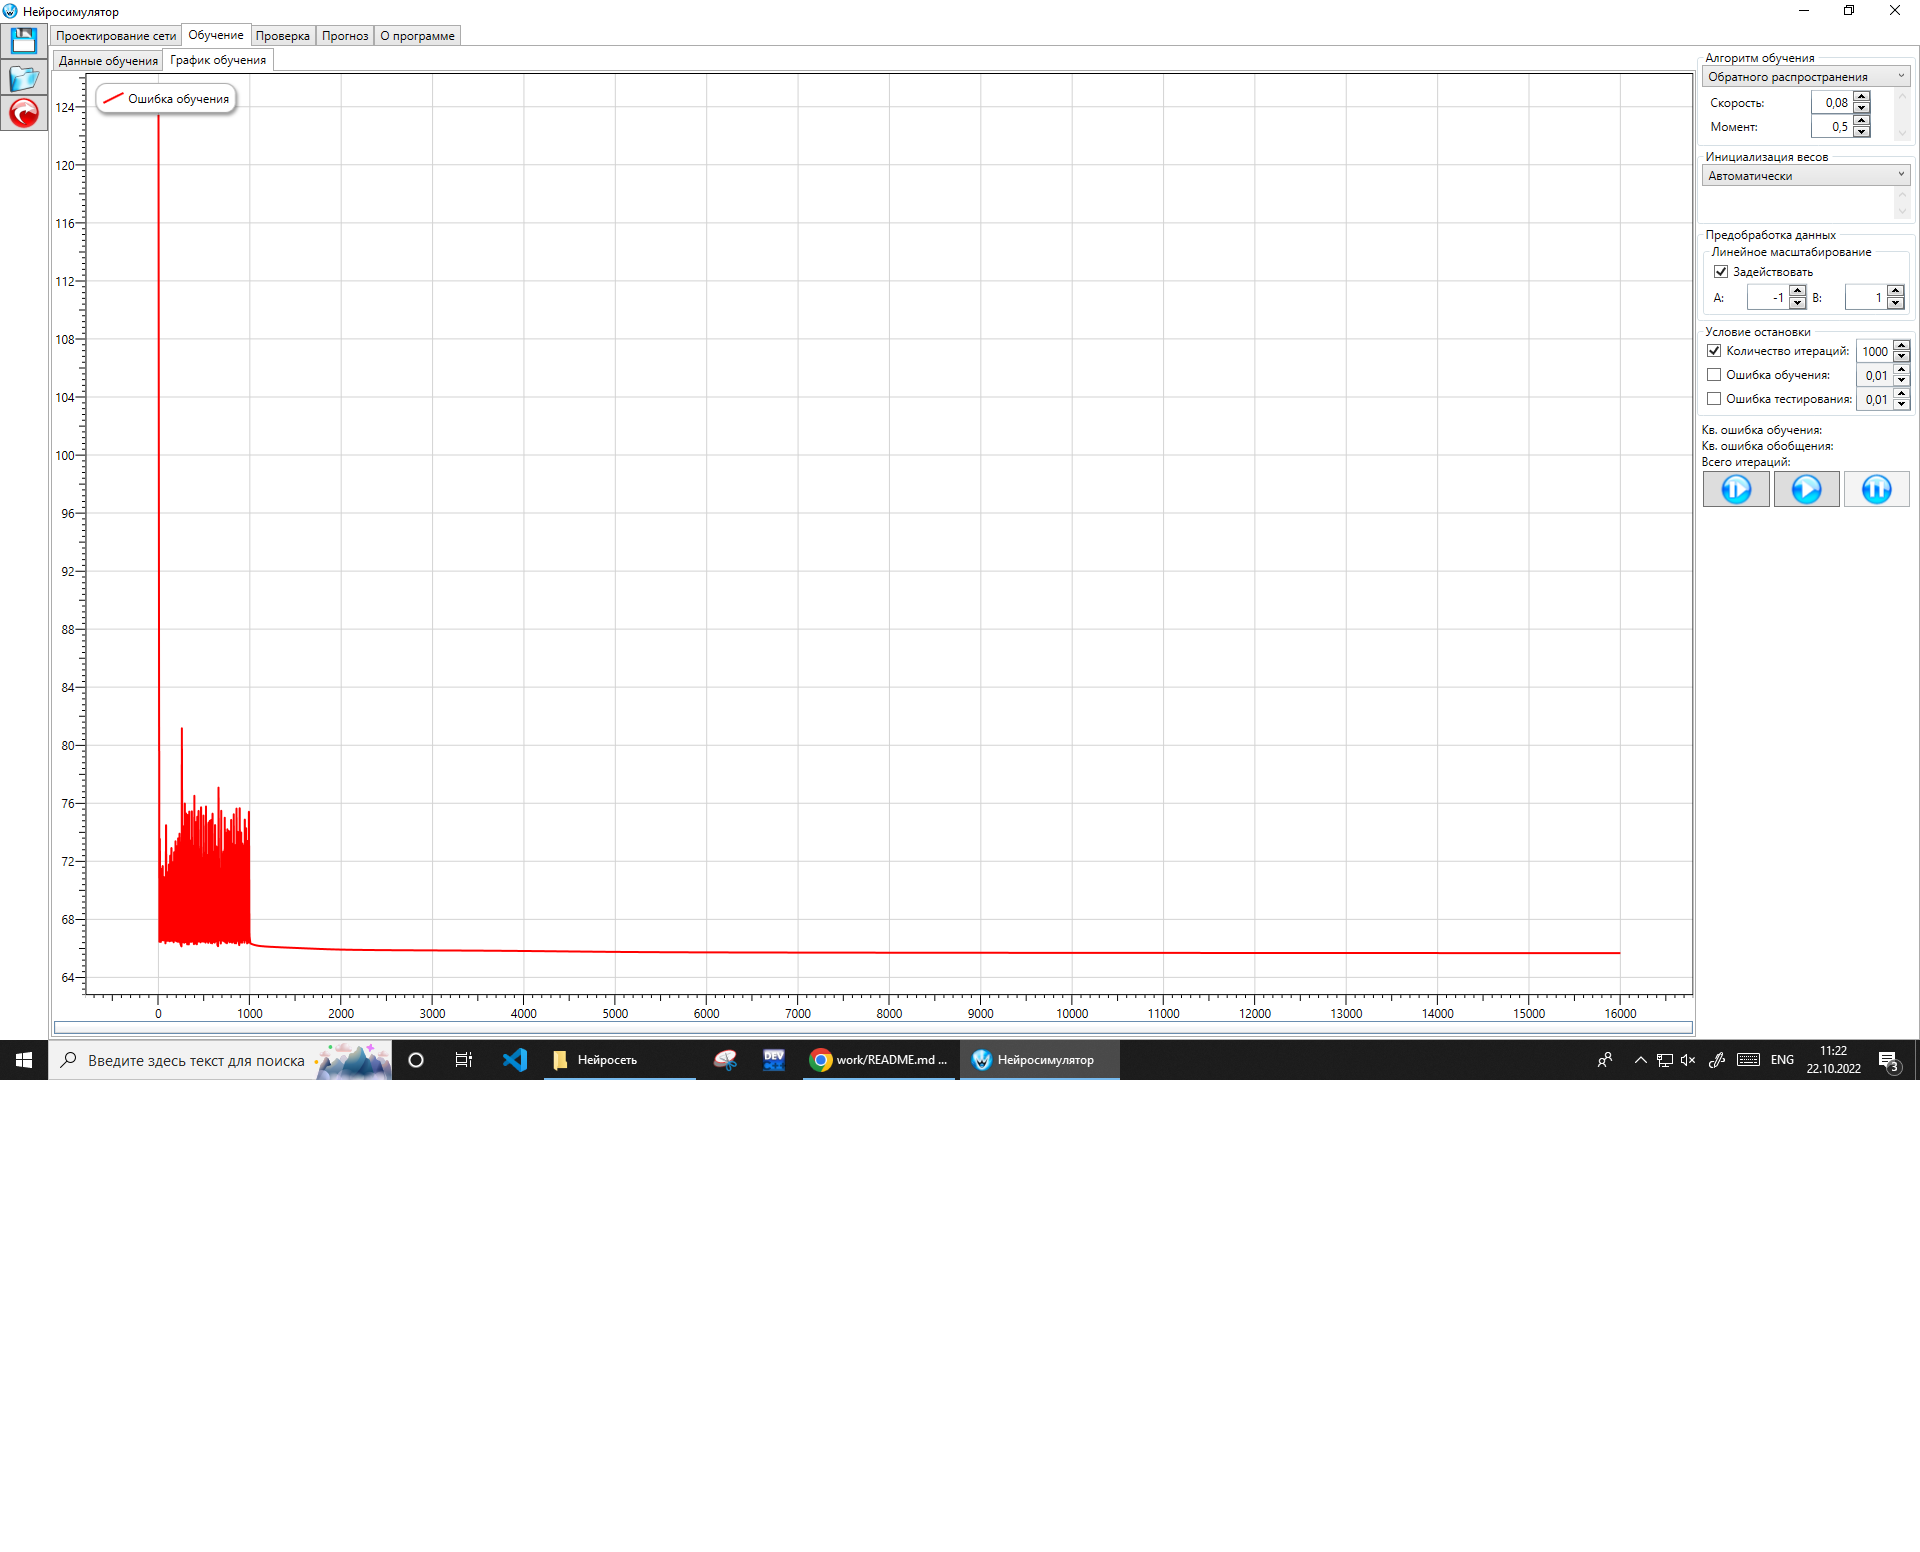 Нейросимулятор
Проектирование сети Обучение Проверка Прогноз О программе
Данные обучения График обучения
Ошибка обучения
124
120
116
112
108
104
100
96
92
88
84
80
76
72
68
64
0 1000 2000 3000 4000 5000 6000 7000 8000 9000 10000 11000 12000 13000 14000 15000 16000
Алгоритм обучения
Обратного распространения
Скорость: 0,08
Момент: 0,5
Инициализация весов
Автоматически
Предобработка данных
Линейное масштабирование
Задействовать
A: -1 B: 1
Условие остановки
Количество итераций: 1000
Ошибка обучения: 0,01
Ошибка тестирования: 0,01
Кв. ошибка обучения:
Кв. ошибка обобщения:
Всего итераций:
Введите здесь текст для поиска
Нейросеть
DEV
work/README.md ...
Нейросимулятор
ENG
11:22
22.10.2022
3